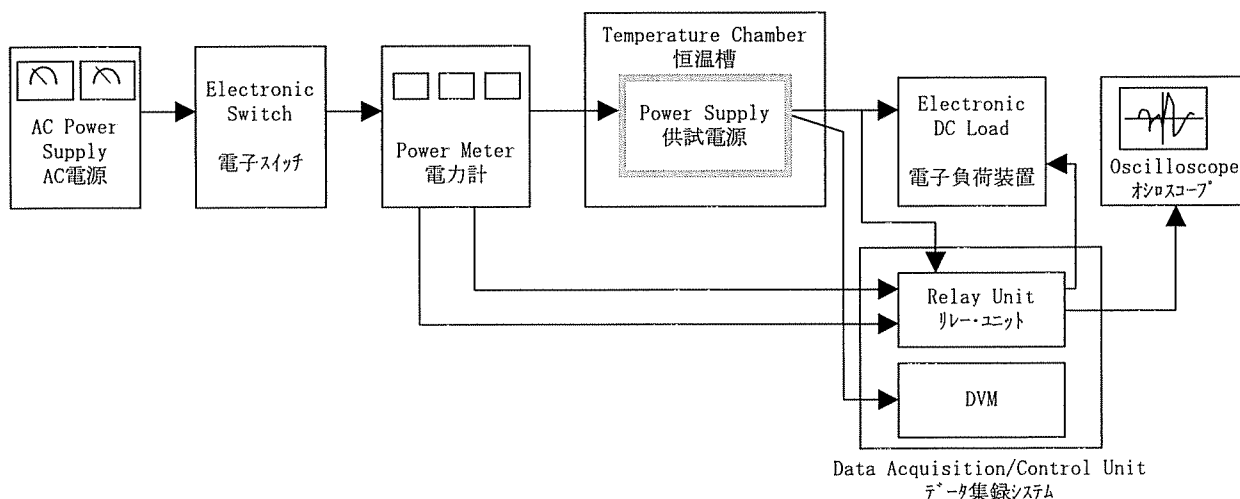 AC Power
Supply
AC電源
Electronic
Switch
電子スイッチ
Power Meter
電力計
Temperature Chamber
恒温槽
Power Supply
供試電源
Electronic
DC Load
電子負荷装置
Oscilloscope
オシロスコープ
Relay Unit
リレー・ユニット
DVM
Data Acquisition/Control Unit
データ集録システム